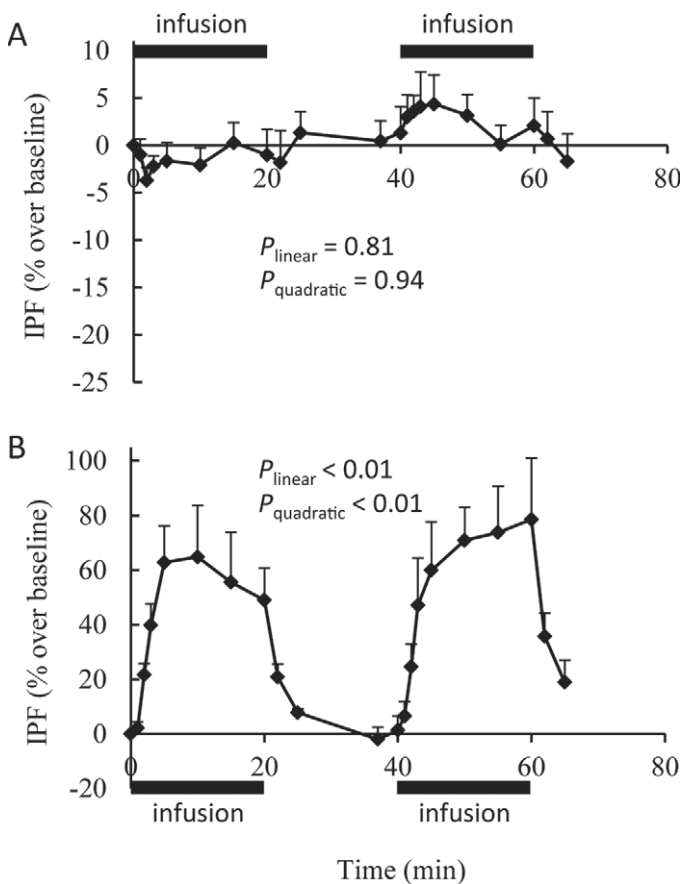 A
infusion infusion
10
5
0
-5
-10
-15
-20
-25
0 20 40 60 80
IPF (% over baseline)
Plinear = 0.81
Pquadratic = 0.94
B
100
80
60
40
20
0
-20
IPF (% over baseline)
Plinear < 0.01
Pquadratic < 0.01
0 20 40 60 80
infusion infusion
Time (min)